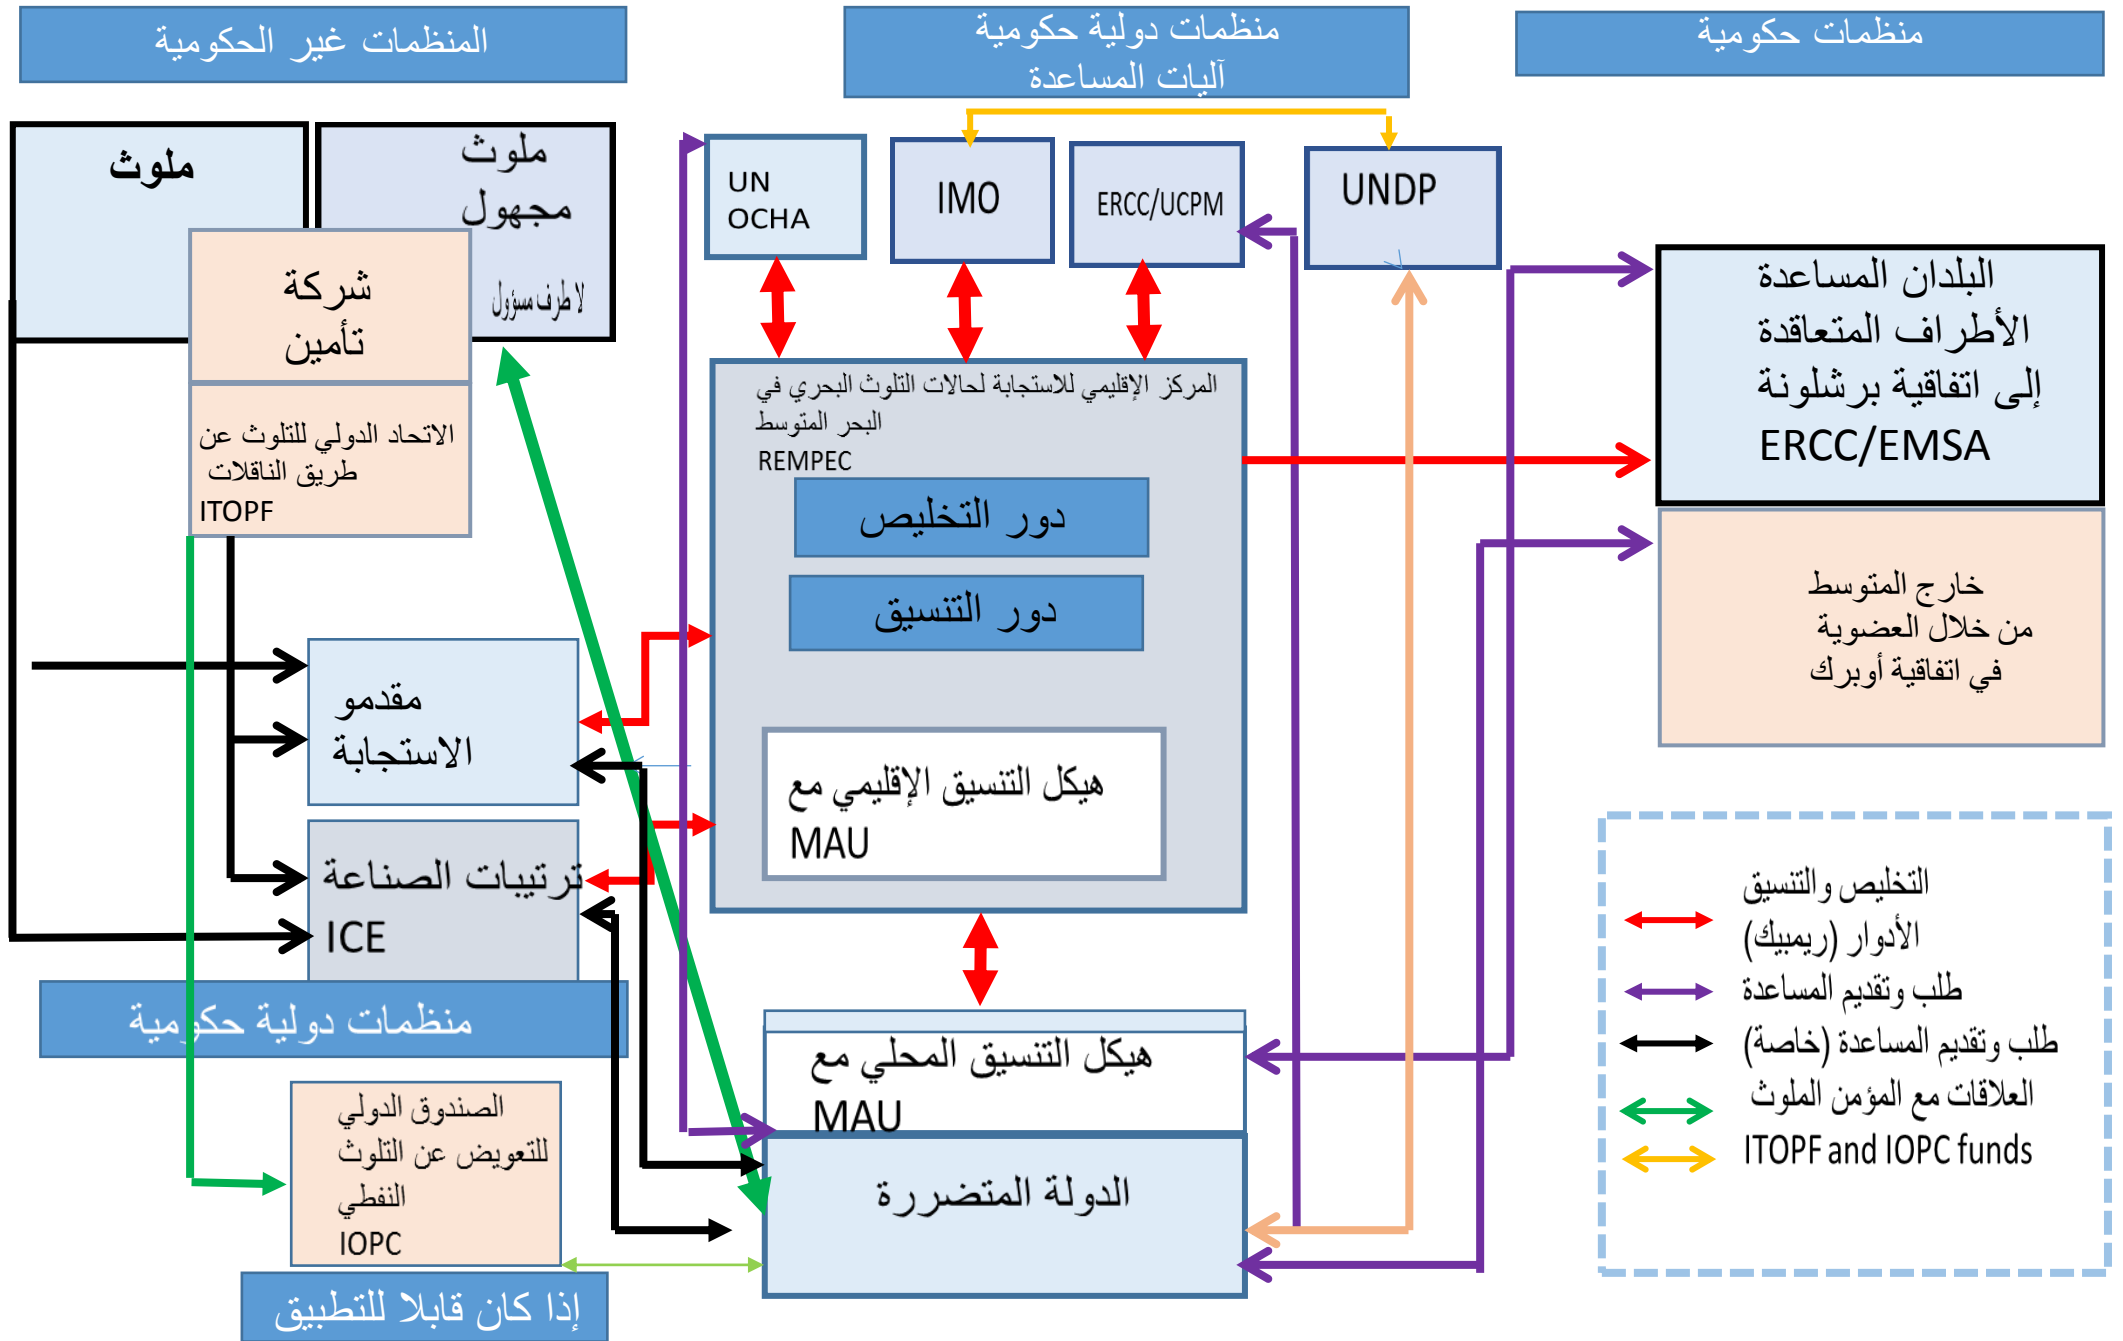 المنظمات غير الحكومية
منظمات دولية حكومية
آليات المساعدة
منظمات حكومية
ملوث
ملوث
مجهول
لا طرف مسؤول
شركة
تأمين
الاتحاد الدولي للتلوث عن
طريق الناقلات
ITOPF
UN
OCHA
IMO
ERCC/UCPM
UNDP
البلدان المساعدة
الأطراف المتعاقدة
إلى اتفاقية برشلونة
ERCC/EMSA
خارج المتوسط
من خلال العضوية
في اتفاقية أوبرك
المركز الإقليمي للاستجابة لحالات التلوث البحري في
البحر المتوسط
REMPEC
دور التخليص
دور التنسيق
هيكل التنسيق الإقليمي مع
MAU
مقدمو
الاستجابة
ترتيبات الصناعة
ICE
منظمات دولية حكومية
الصندوق الدولي
للتعويض عن التلوث
النفطي
IOPC
إذا كان قابلا للتطبيق
هيكل التنسيق المحلي مع
MAU
الدولة المتضررة
التخليص والتنسيق
الأدوار (ريمبيك)
طلب وتقديم المساعدة
طلب وتقديم المساعدة (خاصة)
العلاقات مع المؤمن الملوث
ITOPF and IOPC funds